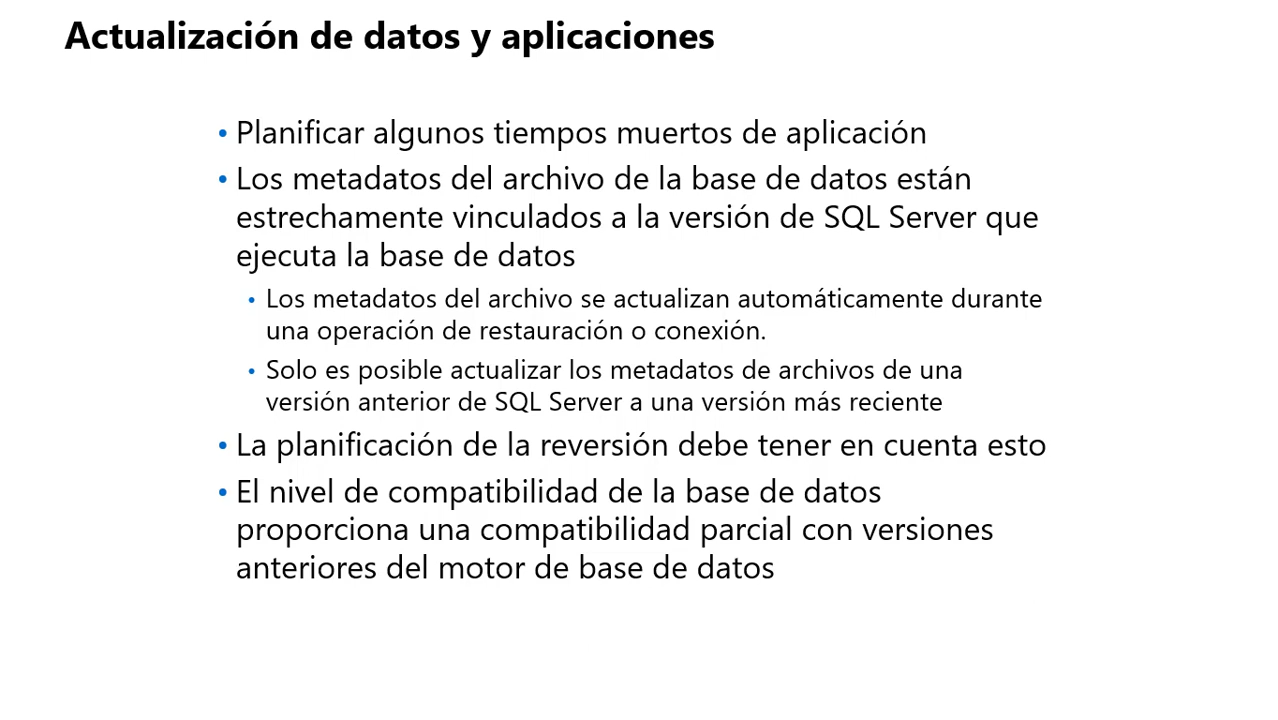 Actualización de datos y aplicaciones
• Planificar algunos tiempos muertos de aplicación
• Los metadatos del archivo de la base de datos están
estrechamente vinculados a la versión de SQL Server que
ejecuta la base de datos
• Los metadatos del archivo se actualizan automáticamente durante
una operación de restauración o conexión.
• Solo es posible actualizar los metadatos de archivos de una
versión anterior de SQL Server a una versión más reciente
• La planificación de la reversión debe tener en cuenta esto
• El nivel de compatibilidad de la base de datos
proporciona una compatibilidad parcial con versiones
anteriores del motor de base de datos